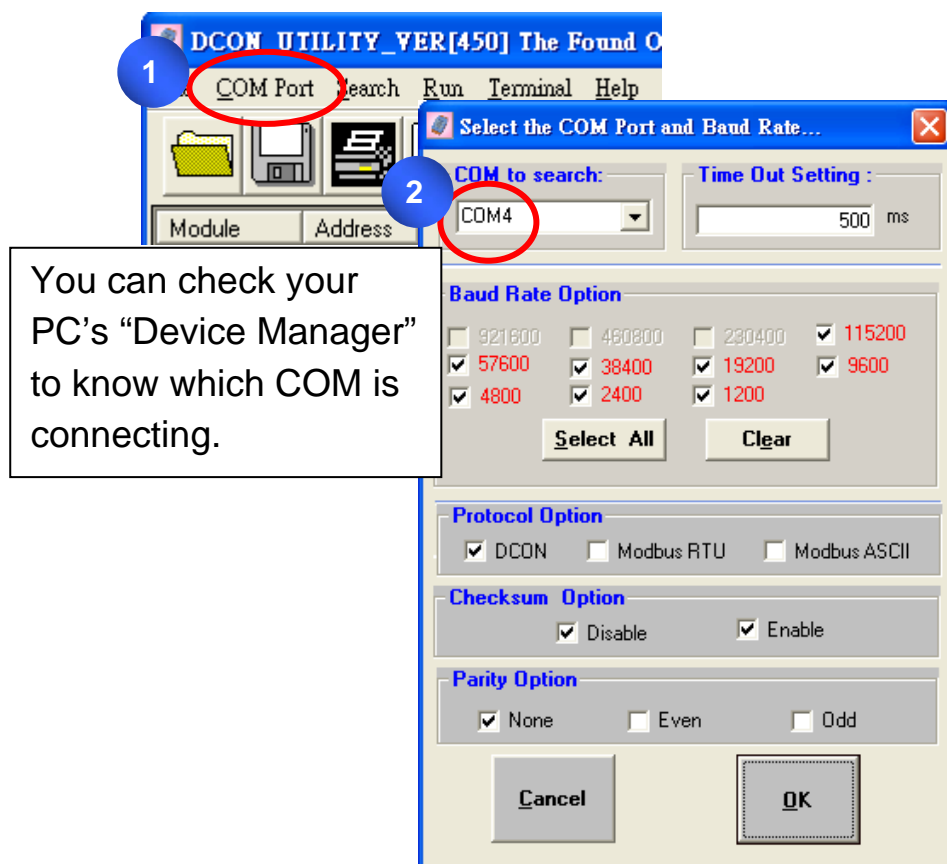 DCON UTILITY_VER[450] The Found O
1
COM Port Search Run Terminal Help
Select the COM Port and Baud Rate...
2
COM to search:
Time Out Setting :
COM4
500 ms
Module Address
You can check your
PC’s “Device Manager”
to know which COM is
connecting.
Baud Rate Option
921600 460800 230400 115200
57600 38400 19200 9600
4800 2400 1200
Select All Clear
Protocol Option
DCON Modbus RTU Modbus ASCII
Checksum Option
Disable Enable
Parity Option
None Even Odd
Cancel OK